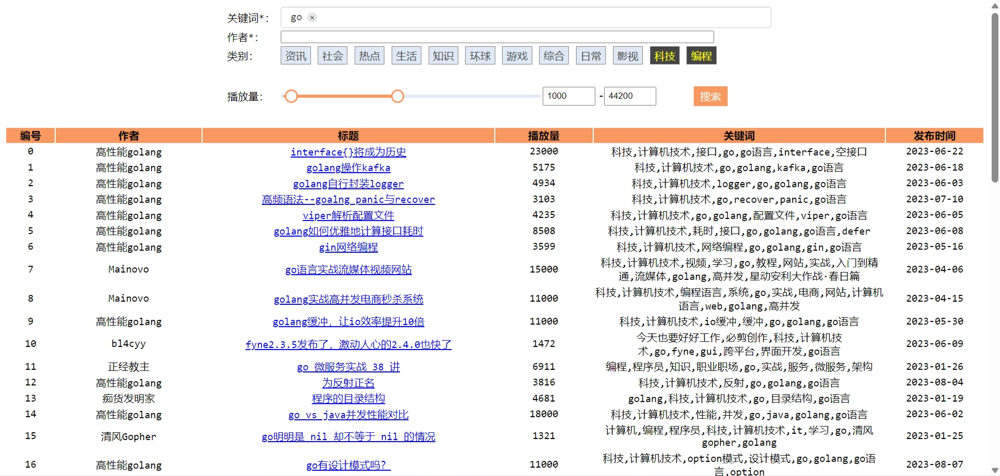 关键词*: go ×
作者*:
类别: 资讯 社会 热点 生活 知识 环球 游戏 综合 日常 影视 科技 编程
播放量: 1000 - 44200 搜索
编号 作者 标题 播放量 关键词 发布时间
0 高性能golang interface{}将成为历史 23000 科技,计算机技术,接口,go,go语言,interface,空接口 2023-06-22
1 高性能golang golang操作kafka 5175 科技,计算机技术,go,golang,kafka,go语言 2023-06-18
2 高性能golang golang自行封装logger 4934 科技,计算机技术,logger,go,golang,go语言 2023-06-03
3 高性能golang 高频语法--goalng panic与recover 3103 科技,计算机技术,go,recover,panic,go语言 2023-07-10
4 高性能golang viper解析配置文件 4235 科技,计算机技术,go,golang,配置文件,viper,go语言 2023-06-05
5 高性能golang golang如何优雅地计算接口耗时 8508 科技,计算机技术,耗时,接口,go,golang,go语言,defer 2023-06-08
6 高性能golang gin网络编程 3599 科技,计算机技术,网络编程,go,golang,gin,go语言 2023-05-16
7 Mainovo go语言实战流媒体视频网站 15000 科技,计算机技术,视频,学习,go,教程,网站,实战,入门到精 2023-04-06
通,流媒体,golang,高并发,星动安利大作战·春日篇
8 Mainovo golang实战高并发电商秒杀系统 11000 科技,计算机技术,编程语言,系统,go,实战,电商,网站,计算机 2023-04-15
语言,web,golang,高并发
9 高性能golang golang缓冲，让io效率提升10倍 11000 科技,计算机技术,io缓冲,缓冲,go,golang,go语言 2023-05-30
10 bl4cyy fyne2.3.5发布了，激动人心的2.4.0也快了 1472 今天也要好好工作,必剪创作,科技,计算机技 2023-06-09
术,go,fyne,gui,跨平台,界面开发,go语言
11 正经教主 go 微服务实战 38 讲 6911 编程,程序员,知识,职业职场,go,实战,服务,微服务,架构 2023-01-26
12 高性能golang 为反射正名 3816 科技,计算机技术,反射,go,golang,go语言 2023-08-04
13 痴货发明家 程序的目录结构 4681 golang,科技,计算机技术,go,目录结构,go语言 2023-01-19
14 高性能golang go vs java并发性能对比 18000 科技,计算机技术,性能,并发,go,java,golang,go语言 2023-06-02
15 清风Gopher go明明是 nil 却不等于 nil 的情况 1321 计算机,编程,程序员,科技,计算机技术,it,学习,go,清风 2023-01-25
gopher,golang
16 高性能golang go有设计模式吗？ 11000 科技,计算机技术,option模式,设计模式,go,golang,go语 2023-08-07
言,option